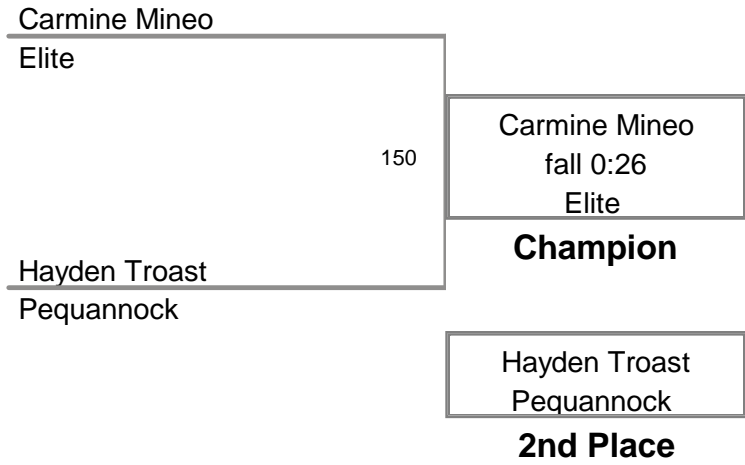 Carmine Mineo
Elite
150
Carmine Mineo
fall 0:26
Elite
Champion
Hayden Troast
Pequannock
Hayden Troast
Pequannock
2nd Place